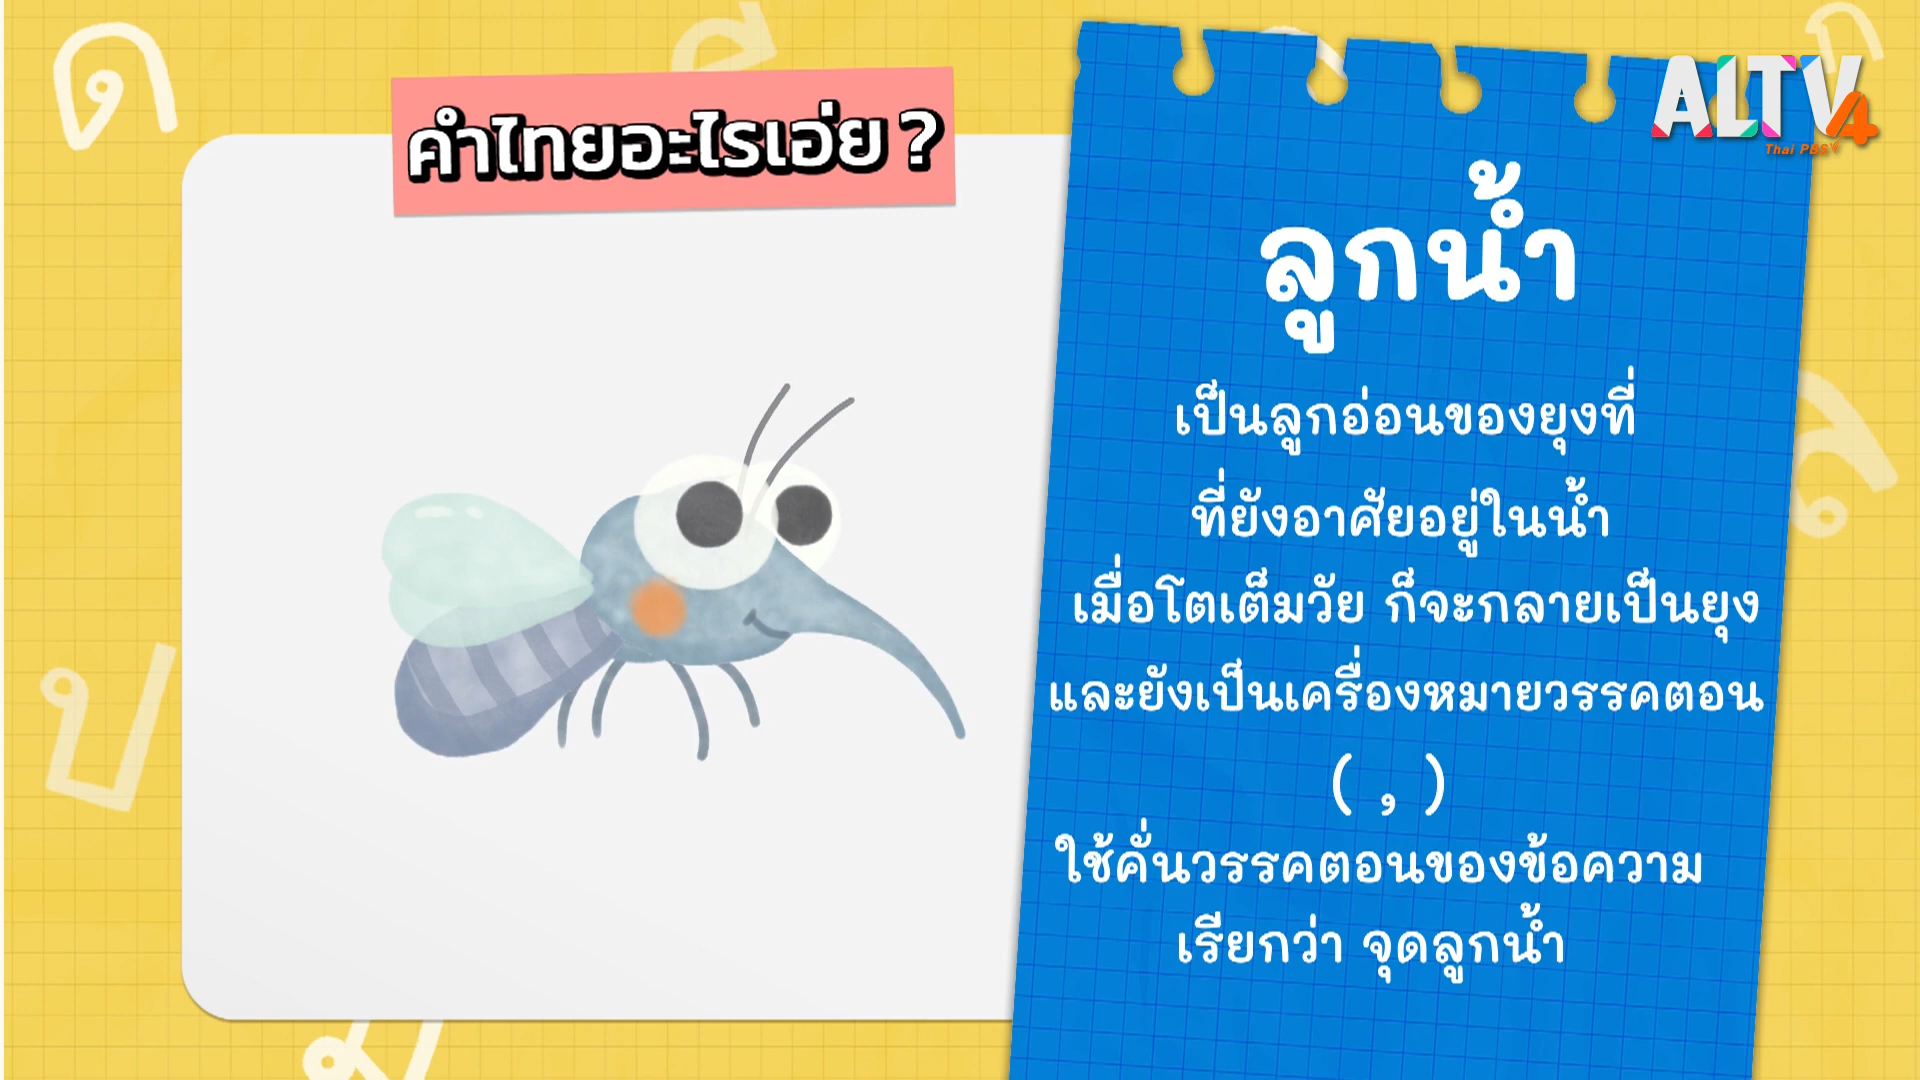 คำไทยอะไรเอ่ย ?
ALTV4
Thai PBS
ลูกน้ำ
เป็นลูกอ่อนของยุงที่
ที่ยังอาศัยอยู่ในน้ำ
เมื่อโตเต็มวัย ก็จะกลายเป็นยุง
และยังเป็นเครื่องหมายวรรคตอน
( , )
ใช้คั่นวรรคตอนของข้อความ
เรียกว่า จุดลูกน้ำ